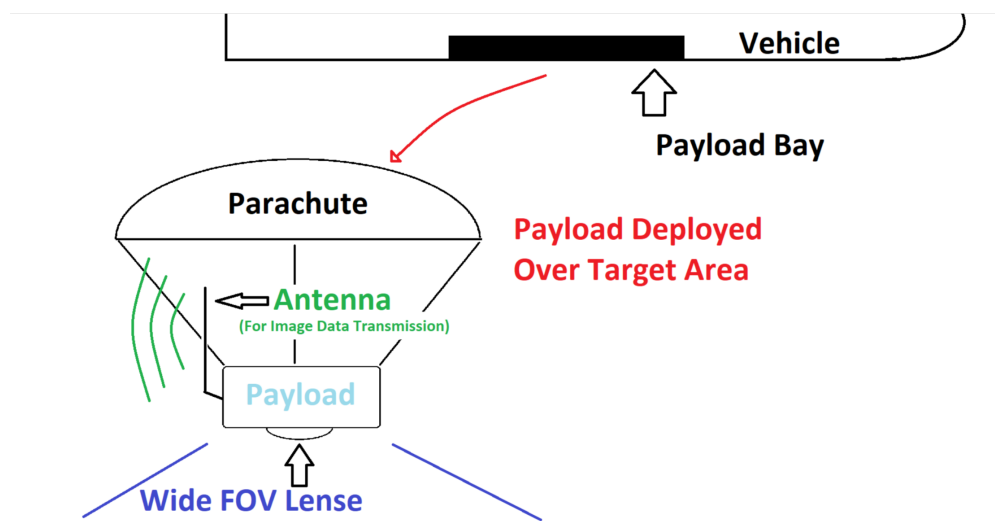 Vehicle
Payload Bay
Parachute
Payload Deployed
Over Target Area
Antenna
(For Image Data Transmission)
Payload
Wide FOV Lense